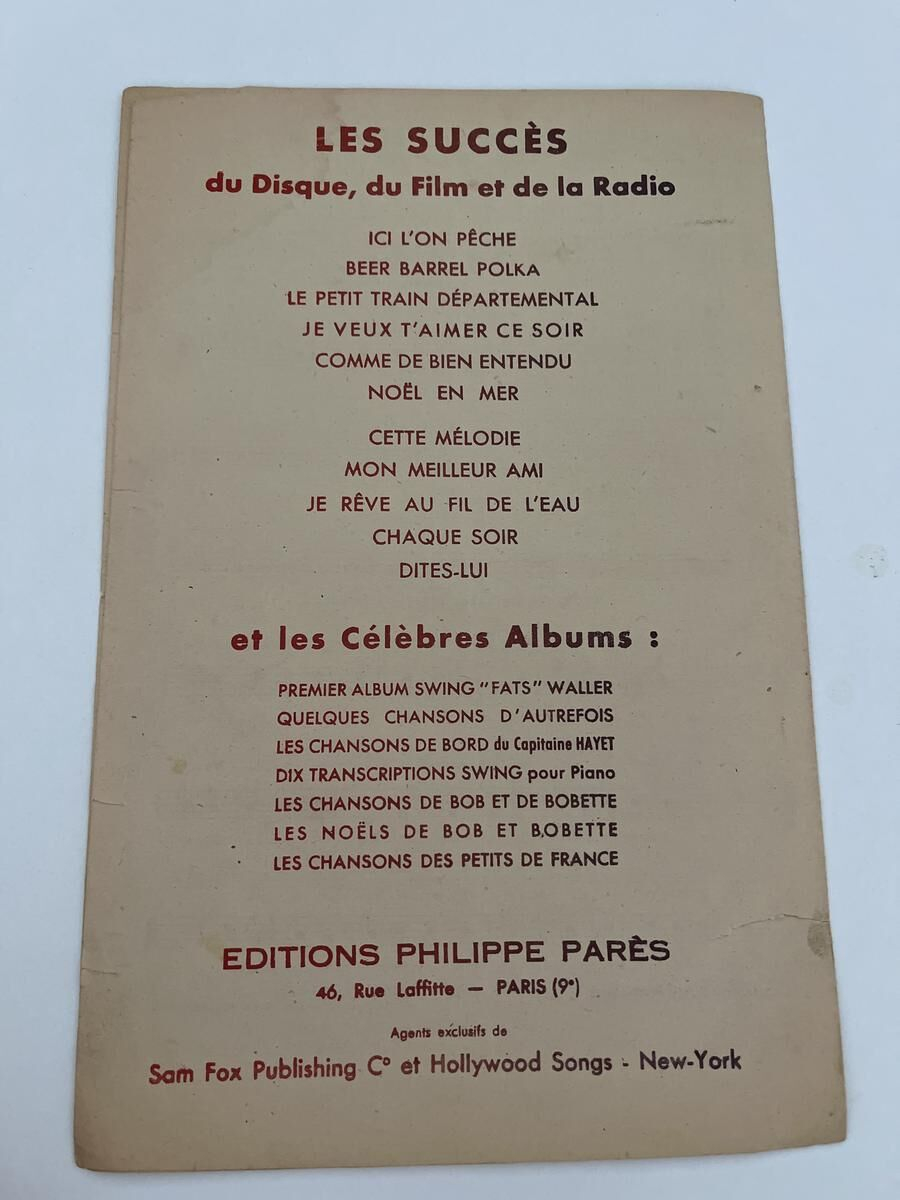 LES SUCCÈS
du Disque, du Film et de la Radio
ICI L'ON PÊCHE
BEER BARREL POLKA
LE PETIT TRAIN DÉPARTEMENTAL
JE VEUX T'AIMER CE SOIR
COMME DE BIEN ENTENDU
NOËL EN MER
CETTE MÉLODIE
MON MEILLEUR AMI
JE RÊVE AU FIL DE L'EAU
CHAQUE SOIR
DITES-LUI
et les Célèbres Albums :
PREMIER ALBUM SWING "FATS" WALLER
QUELQUES CHANSONS D'AUTREFOIS
LES CHANSONS DE BORD du Capitaine HAYET
DIX TRANSCRIPTIONS SWING pour Piano
LES CHANSONS DE BOB ET DE BOBETTE
LES NOËLS DE BOB ET BOBETTE
LES CHANSONS DES PETITS DE FRANCE
EDITIONS PHILIPPE PARÈS
46, Rue Laffitte — PARIS (9e)
Agents exclusifs de
Sam Fox Publishing Co et Hollywood Songs - New-York